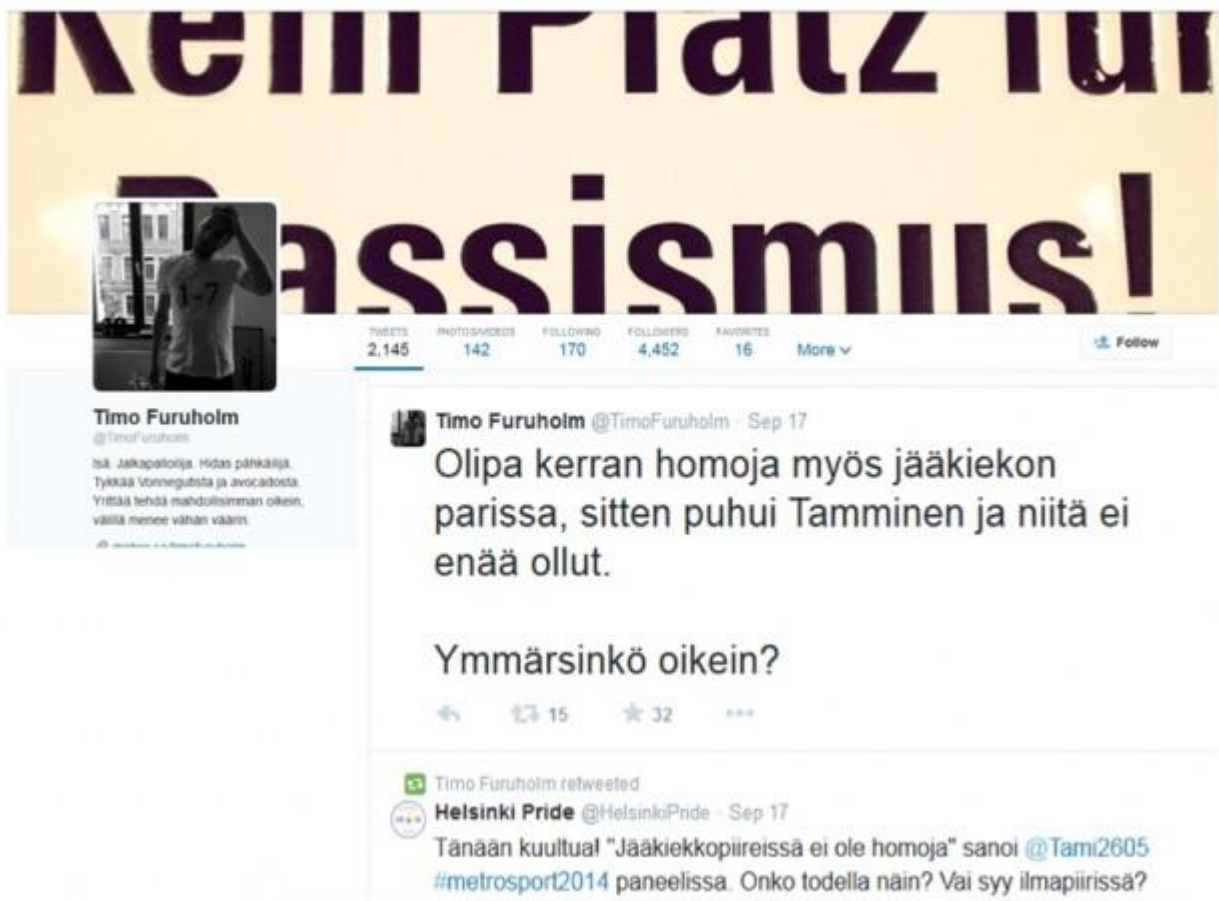 Kein Platz für
Rassismus!
1-7
TWEETS
2,145
PHOTOS/VIDEOS
142
FOLLOWING
170
FOLLOWERS
4,452
FAVORITES
16
More
Follow
Timo Furuholm
@TimoFuruholm
Isä. Jalkapalloilija. Hidas pähkäilijä.
Tykkää Vonnegutista ja avocadosta.
Yrittää tehdä mahdollisimman oikein,
välillä menee vähän väärin.
Timo Furuholm @TimoFuruholm · Sep 17
Olipa kerran homoja myös jääkiekon
parissa, sitten puhui Tamminen ja niitä ei
enää ollut.
Ymmärsinkö oikein?
15
32
Timo Furuholm retweeted
Helsinki Pride @HelsinkiPride · Sep 17
Tänään kuultua! "Jääkiekkopiireissä ei ole homoja" sanoi @Tami2605
#metrosport2014 paneelissa. Onko todella näin? Vai syy ilmapiirissä?